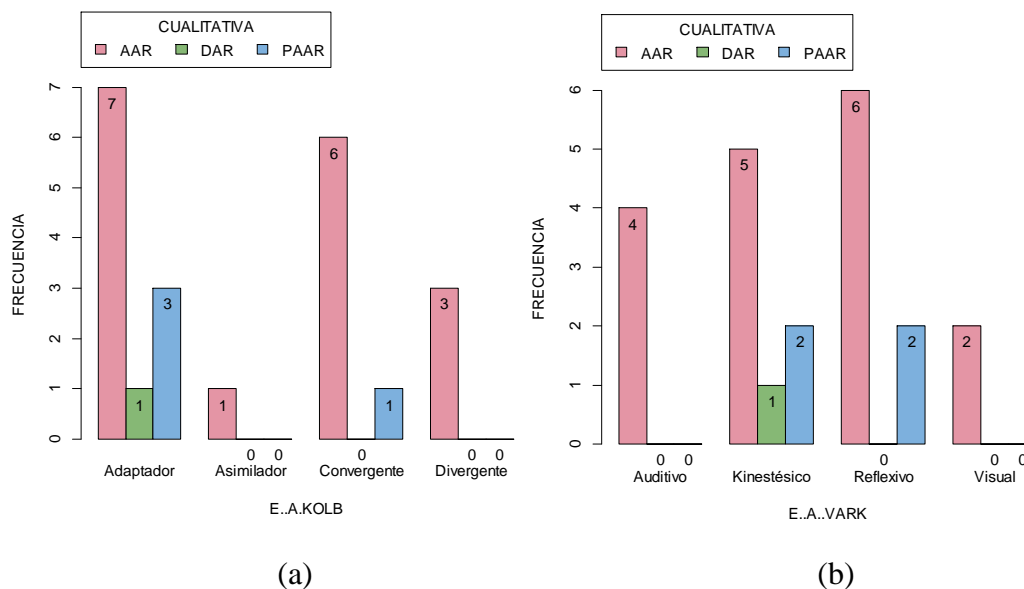 CUALITATIVA
AAR DAR PAAR
FRECUENCIA
7
6
5
4
3
2
1
0
7
1
3
1
0 0
6
0
1
3
0 0
Adaptador Asimilador Convergente Divergente
E..A.KOLB
(a)
CUALITATIVA
AAR DAR PAAR
FRECUENCIA
6
5
4
3
2
1
0
4
0 0
5
1
2
6
0
2
2
0 0
Auditivo Kinestésico Reflexivo Visual
E..A..VARK
(b)